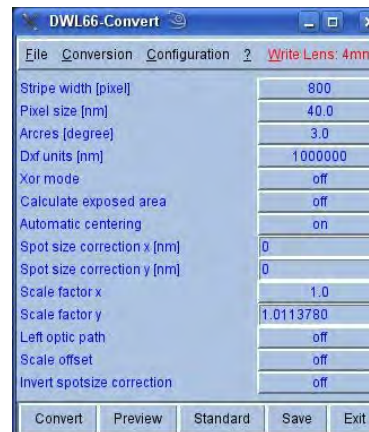 DWL66-Convert
File Conversion Configuration ? Write Lens: 4mm
Stripe width [pixel] 800
Pixel size [nm] 40.0
Arcres [degree] 3.0
Dxf units [nm] 1000000
Xor mode off
Calculate exposed area off
Automatic centering on
Spot size correction x [nm] 0
Spot size correction y [nm] 0
Scale factor x 1.0
Scale factor y 1.0113780
Left optic path off
Scale offset off
Invert spotsize correction off
Convert Preview Standard Save Exit